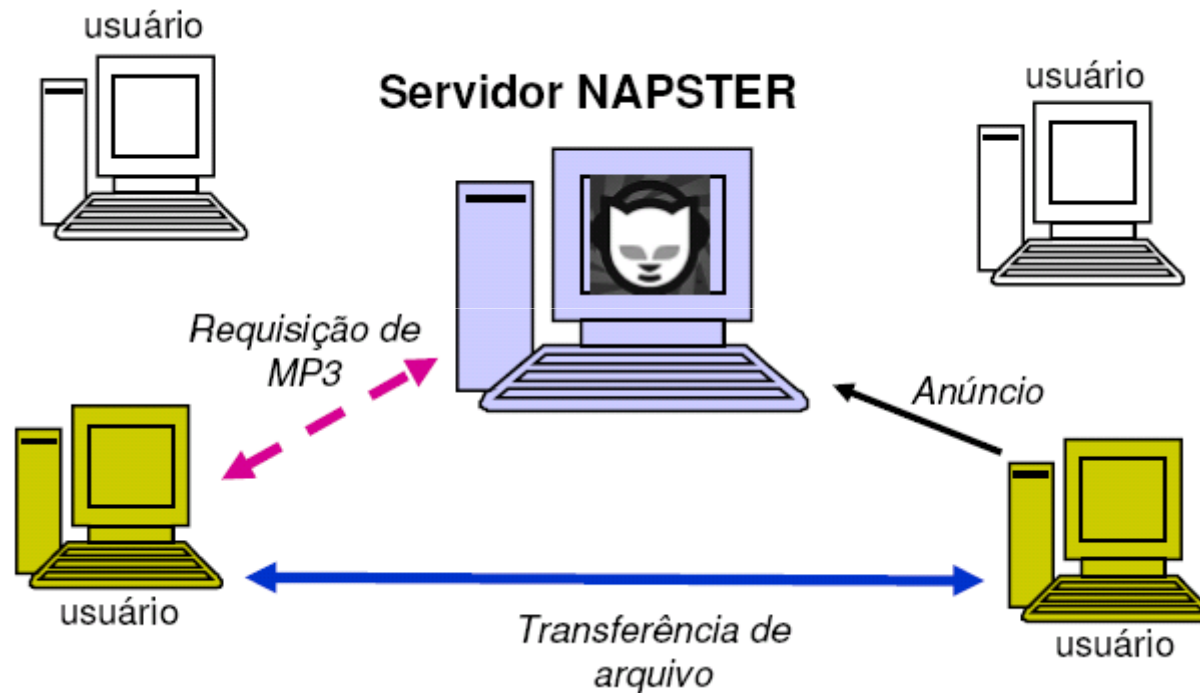 usuário
Servidor NAPSTER
usuário
Requisição de
MP3
Anúncio
usuário
Transferência de
arquivo
usuário